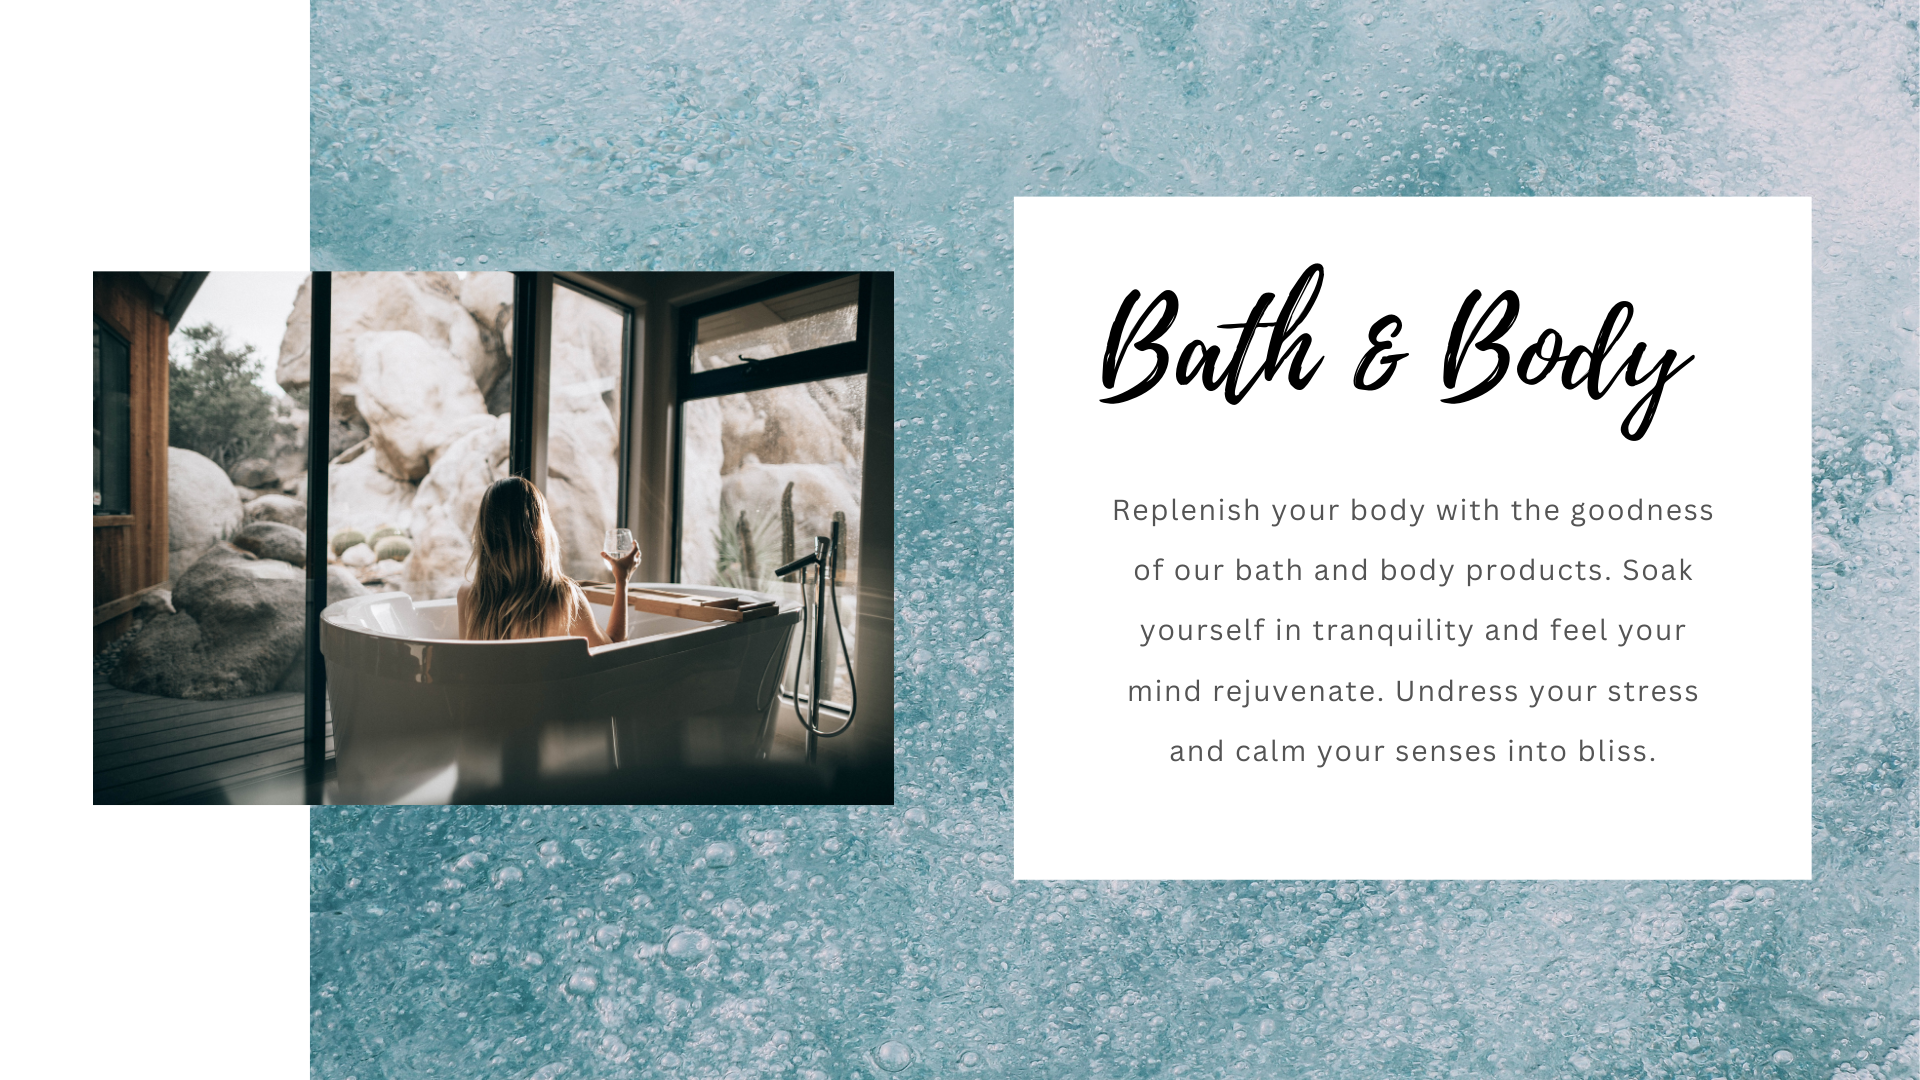 Bath & Body
Replenish your body with the goodness
of our bath and body products. Soak
yourself in tranquility and feel your
mind rejuvenate. Undress your stress
and calm your senses into bliss.